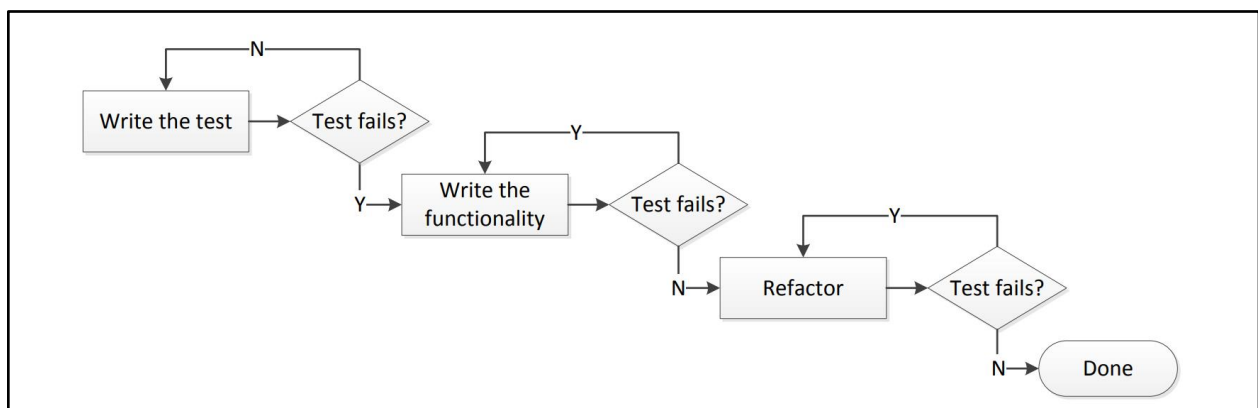 N
Write the test
Test fails?
Y
Y
Write the
functionality
Test fails?
Y
N
Refactor
Test fails?
N
Done